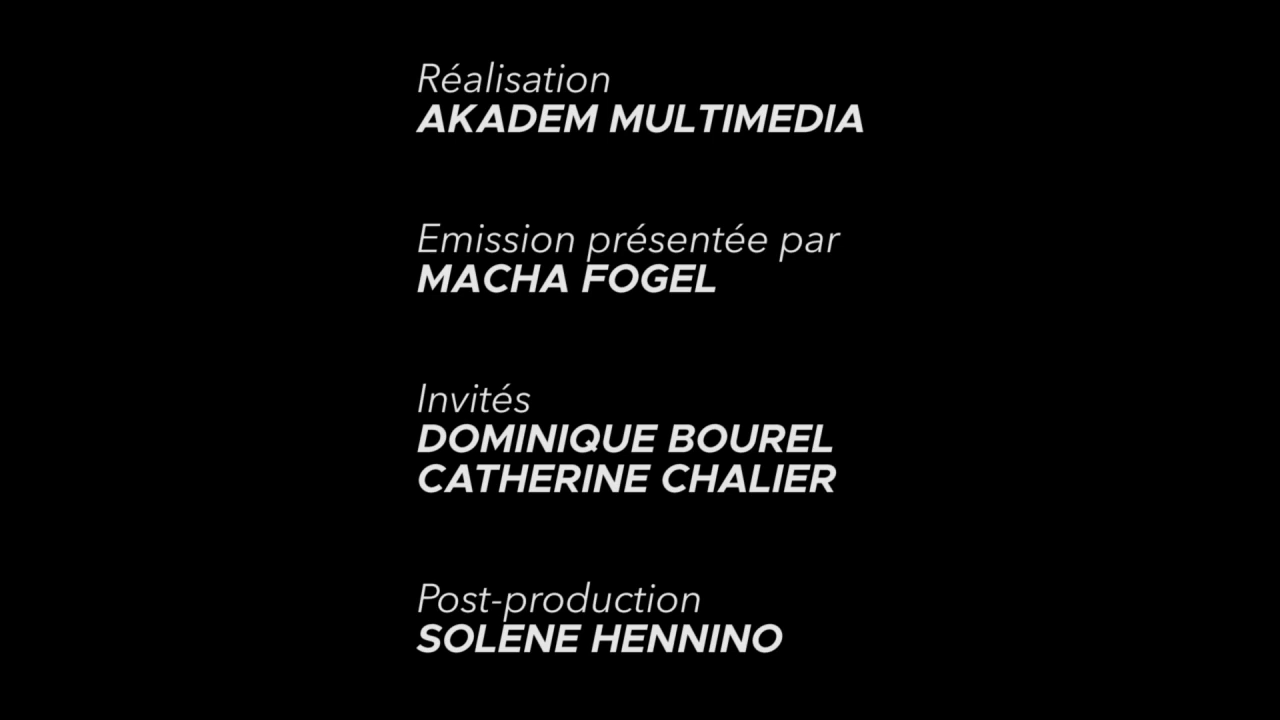 Réalisation
AKADEM MULTIMEDIA
Emission présentée par
MACHA FOGEL
Invités
DOMINIQUE BOUREL
CATHERINE CHALIER
Post-production
SOLENE HENNINO